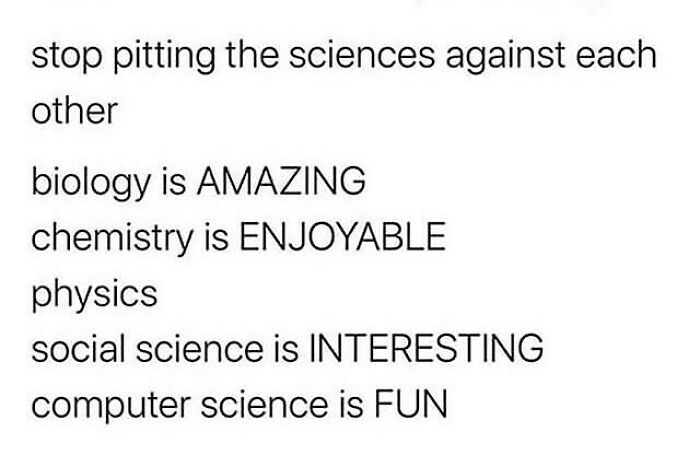 stop pitting the sciences against each
other
biology is AMAZING
chemistry is ENJOYABLE
physics
social science is INTERESTING
computer science is FUN